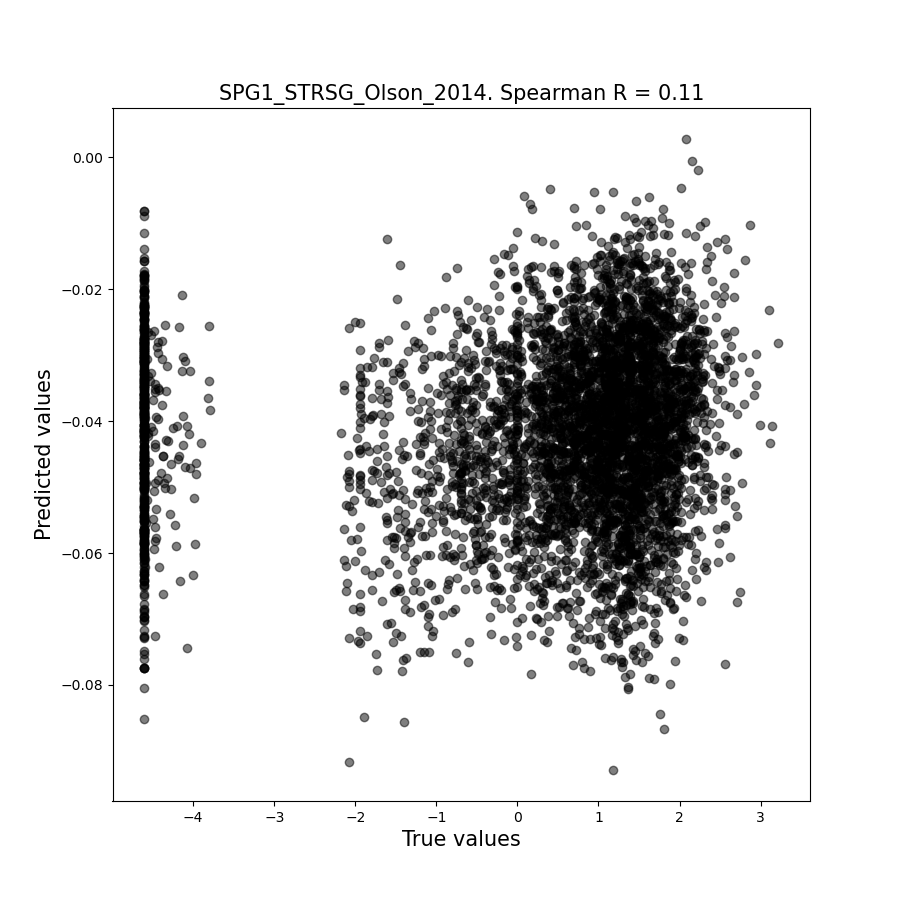 SPG1_STRSG_Olson_2014. Spearman R = 0.11
0.00
−0.02
−0.04
−0.06
−0.08
Predicted values
−4 −3 −2 −1 0 1 2 3
True values